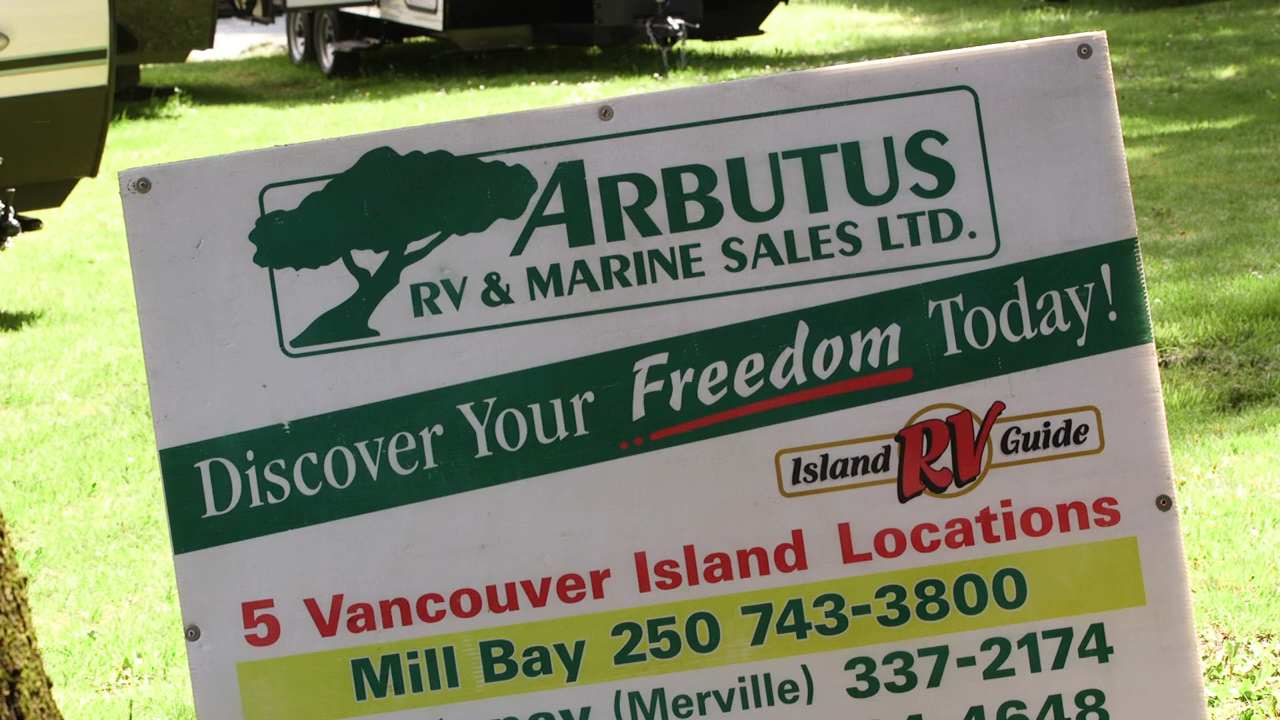 ARBUTUS
RV & MARINE SALES LTD.
Discover Your Freedom Today!
Island RV Guide
5 Vancouver Island Locations
Mill Bay 250 743-3800
(Merville) 337-2174
4648